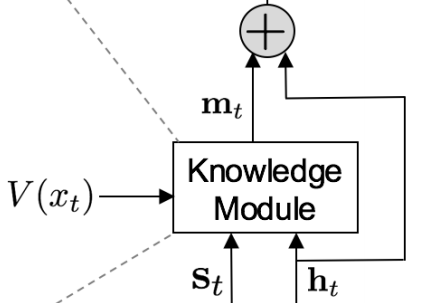 +
m_t
V(x_t)
Knowledge
Module
s_t
h_t